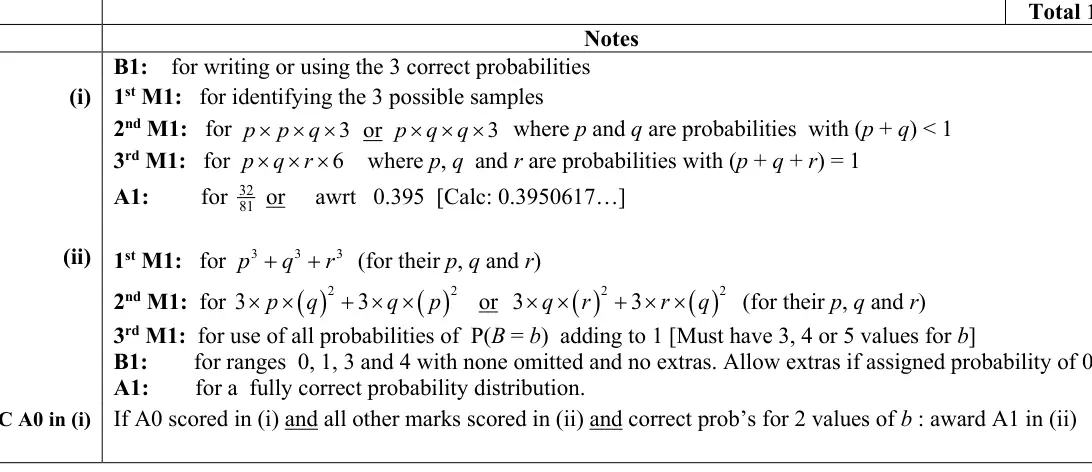 Total 1
Notes
B1: for writing or using the 3 correct probabilities
(i) 1st M1: for identifying the 3 possible samples
2nd M1: for p × p × q × 3 or p × q × q × 3 where p and q are probabilities with (p + q) < 1
3rd M1: for p × q × r × 6 where p, q and r are probabilities with (p + q + r) = 1
A1: for 32/81 or awrt 0.395 [Calc: 0.3950617…]
(ii) 1st M1: for p³ + q³ + r³ (for their p, q and r)
2nd M1: for 3 × p × (q)² + 3 × q × (p)² or 3 × q × (r)² + 3 × r × (q)² (for their p, q and r)
3rd M1: for use of all probabilities of P(B = b) adding to 1 [Must have 3, 4 or 5 values for b]
B1: for ranges 0, 1, 3 and 4 with none omitted and no extras. Allow extras if assigned probability of 0
A1: for a fully correct probability distribution.
C A0 in (i) If A0 scored in (i) and all other marks scored in (ii) and correct prob's for 2 values of b : award A1 in (ii)